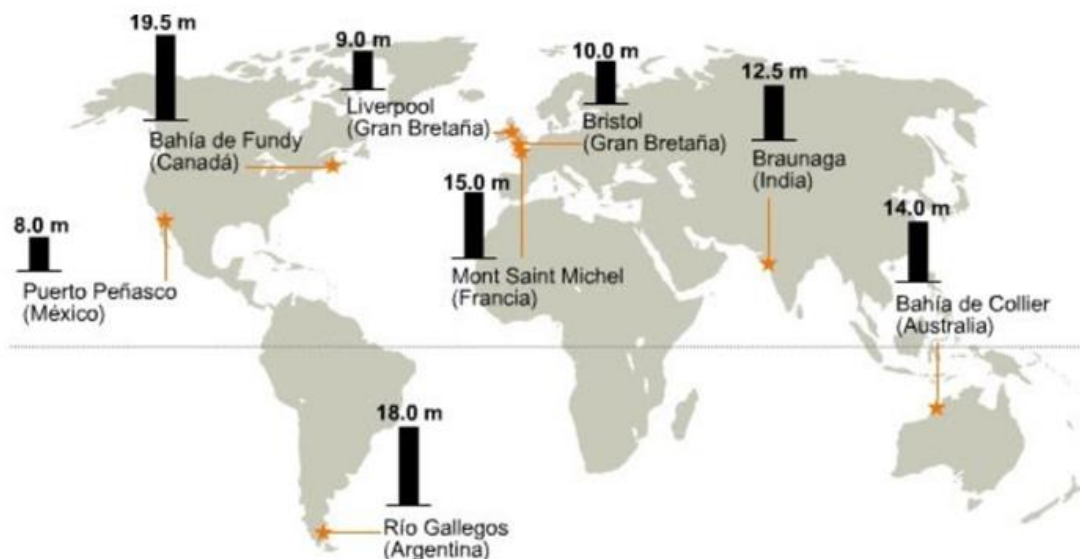 19.5 m
Bahía de Fundy
(Canadá)
9.0 m
Liverpool
(Gran Bretaña)
10.0 m
Bristol
(Gran Bretaña)
12.5 m
Braunaga
(India)
8.0 m
Puerto Peñasco
(México)
15.0 m
Mont Saint Michel
(Francia)
14.0 m
Bahía de Collier
(Australia)
18.0 m
Río Gallegos
(Argentina)